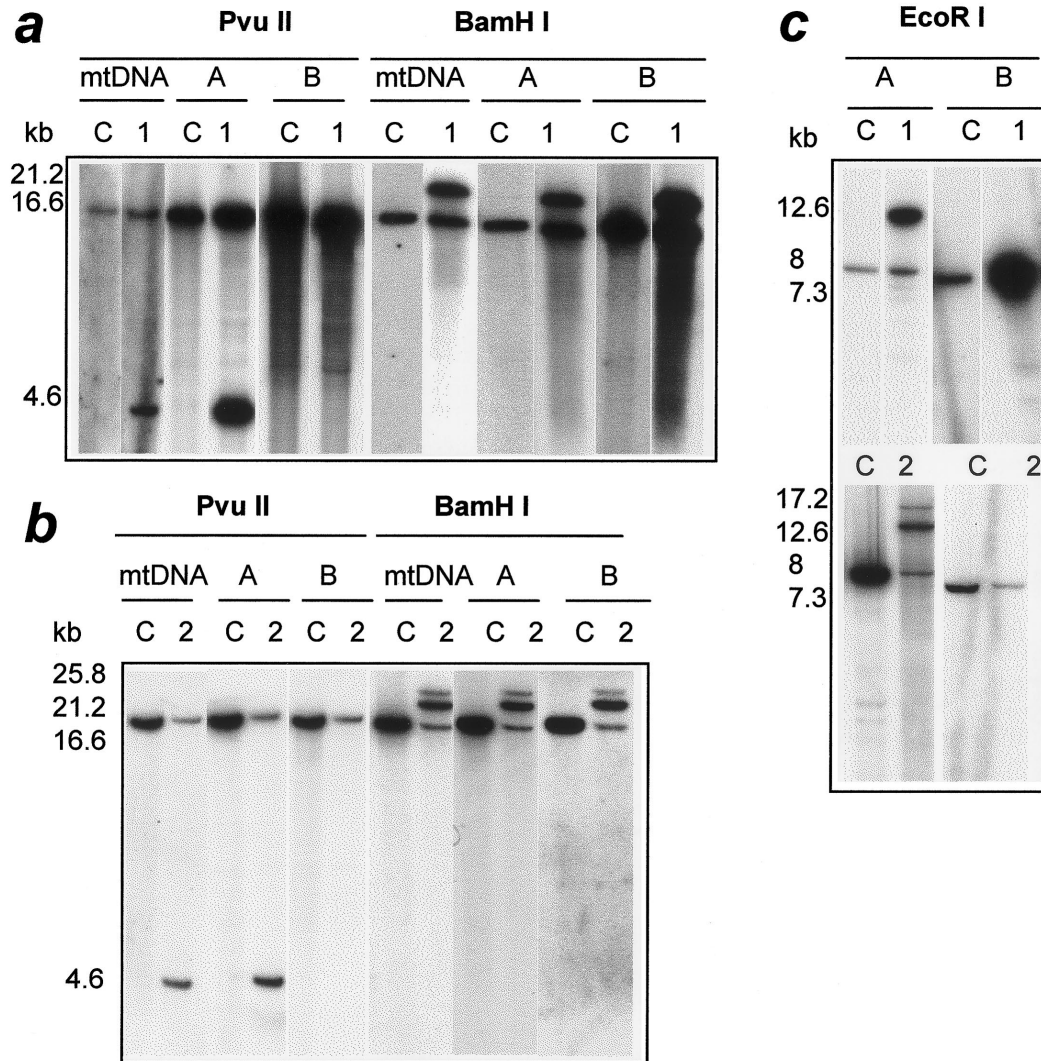 a
Pvu II BamH I
mtDNA A B mtDNA A B
kb C 1 C 1 C 1 C 1 C 1 C 1
21.2
16.6
4.6
b
Pvu II BamH I
mtDNA A B mtDNA A B
kb C 2 C 2 C 2 C 2 C 2 C 2
25.8
21.2
16.6
4.6
c
EcoR I
A B
kb C 1 C 1
12.6
8
7.3
C 2 C 2
17.2
12.6
8
7.3